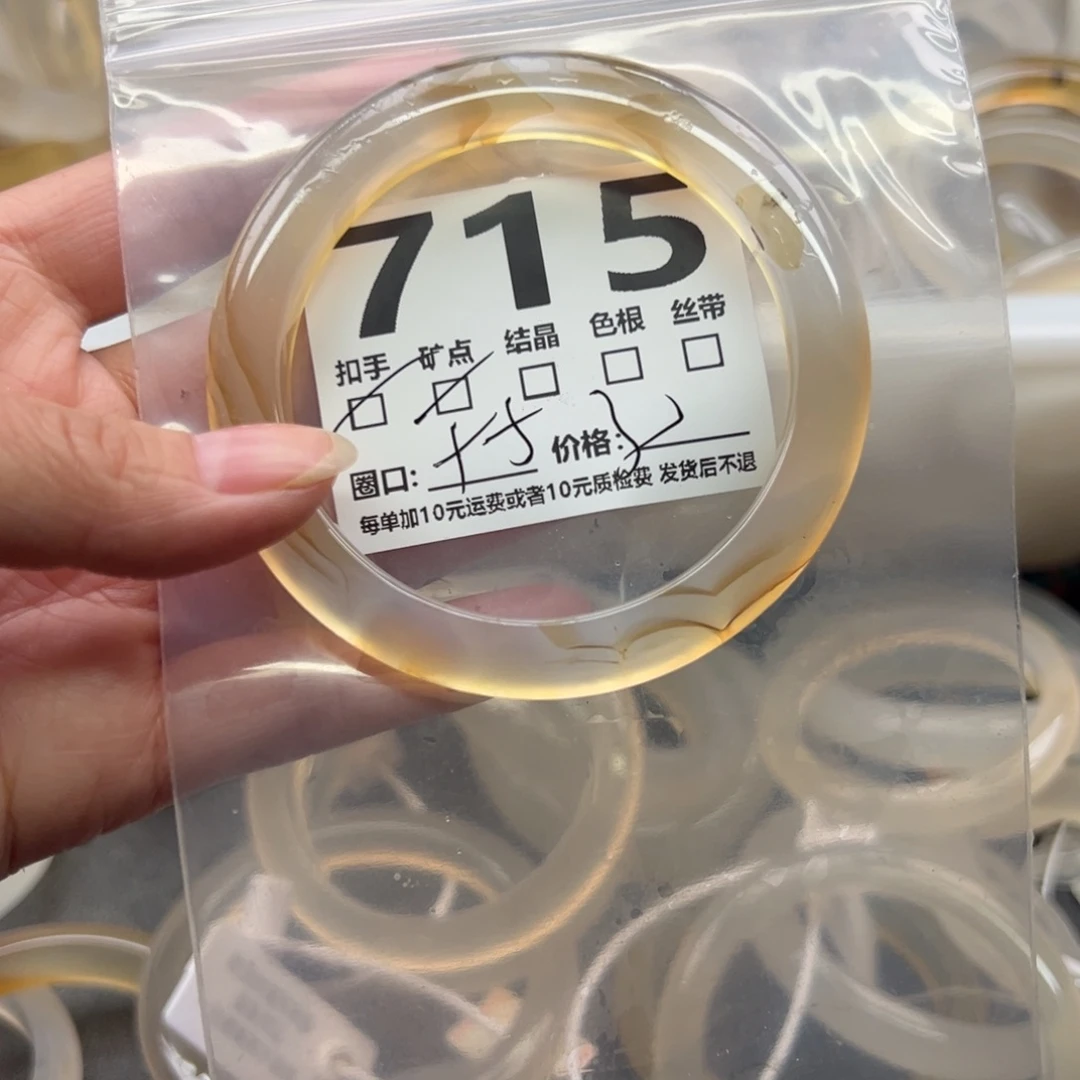 715
扣手 矿点 结晶 色根 丝带
圈口: 价格:
每单加10元运费或者10元质检费 发货后不退